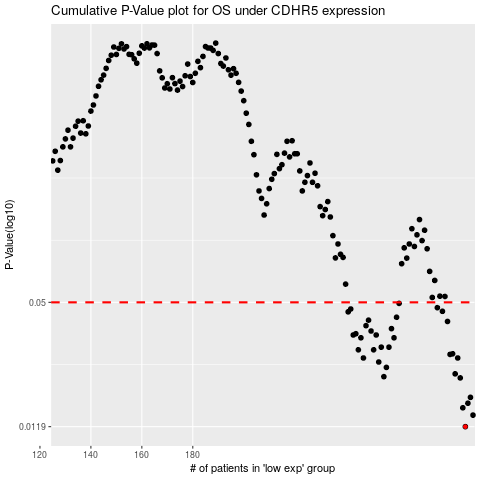 Cumulative P-Value plot for OS under CDHR5 expression
P-Value(log10)
0.05
0.0119
120 140 160 180
# of patients in 'low exp' group